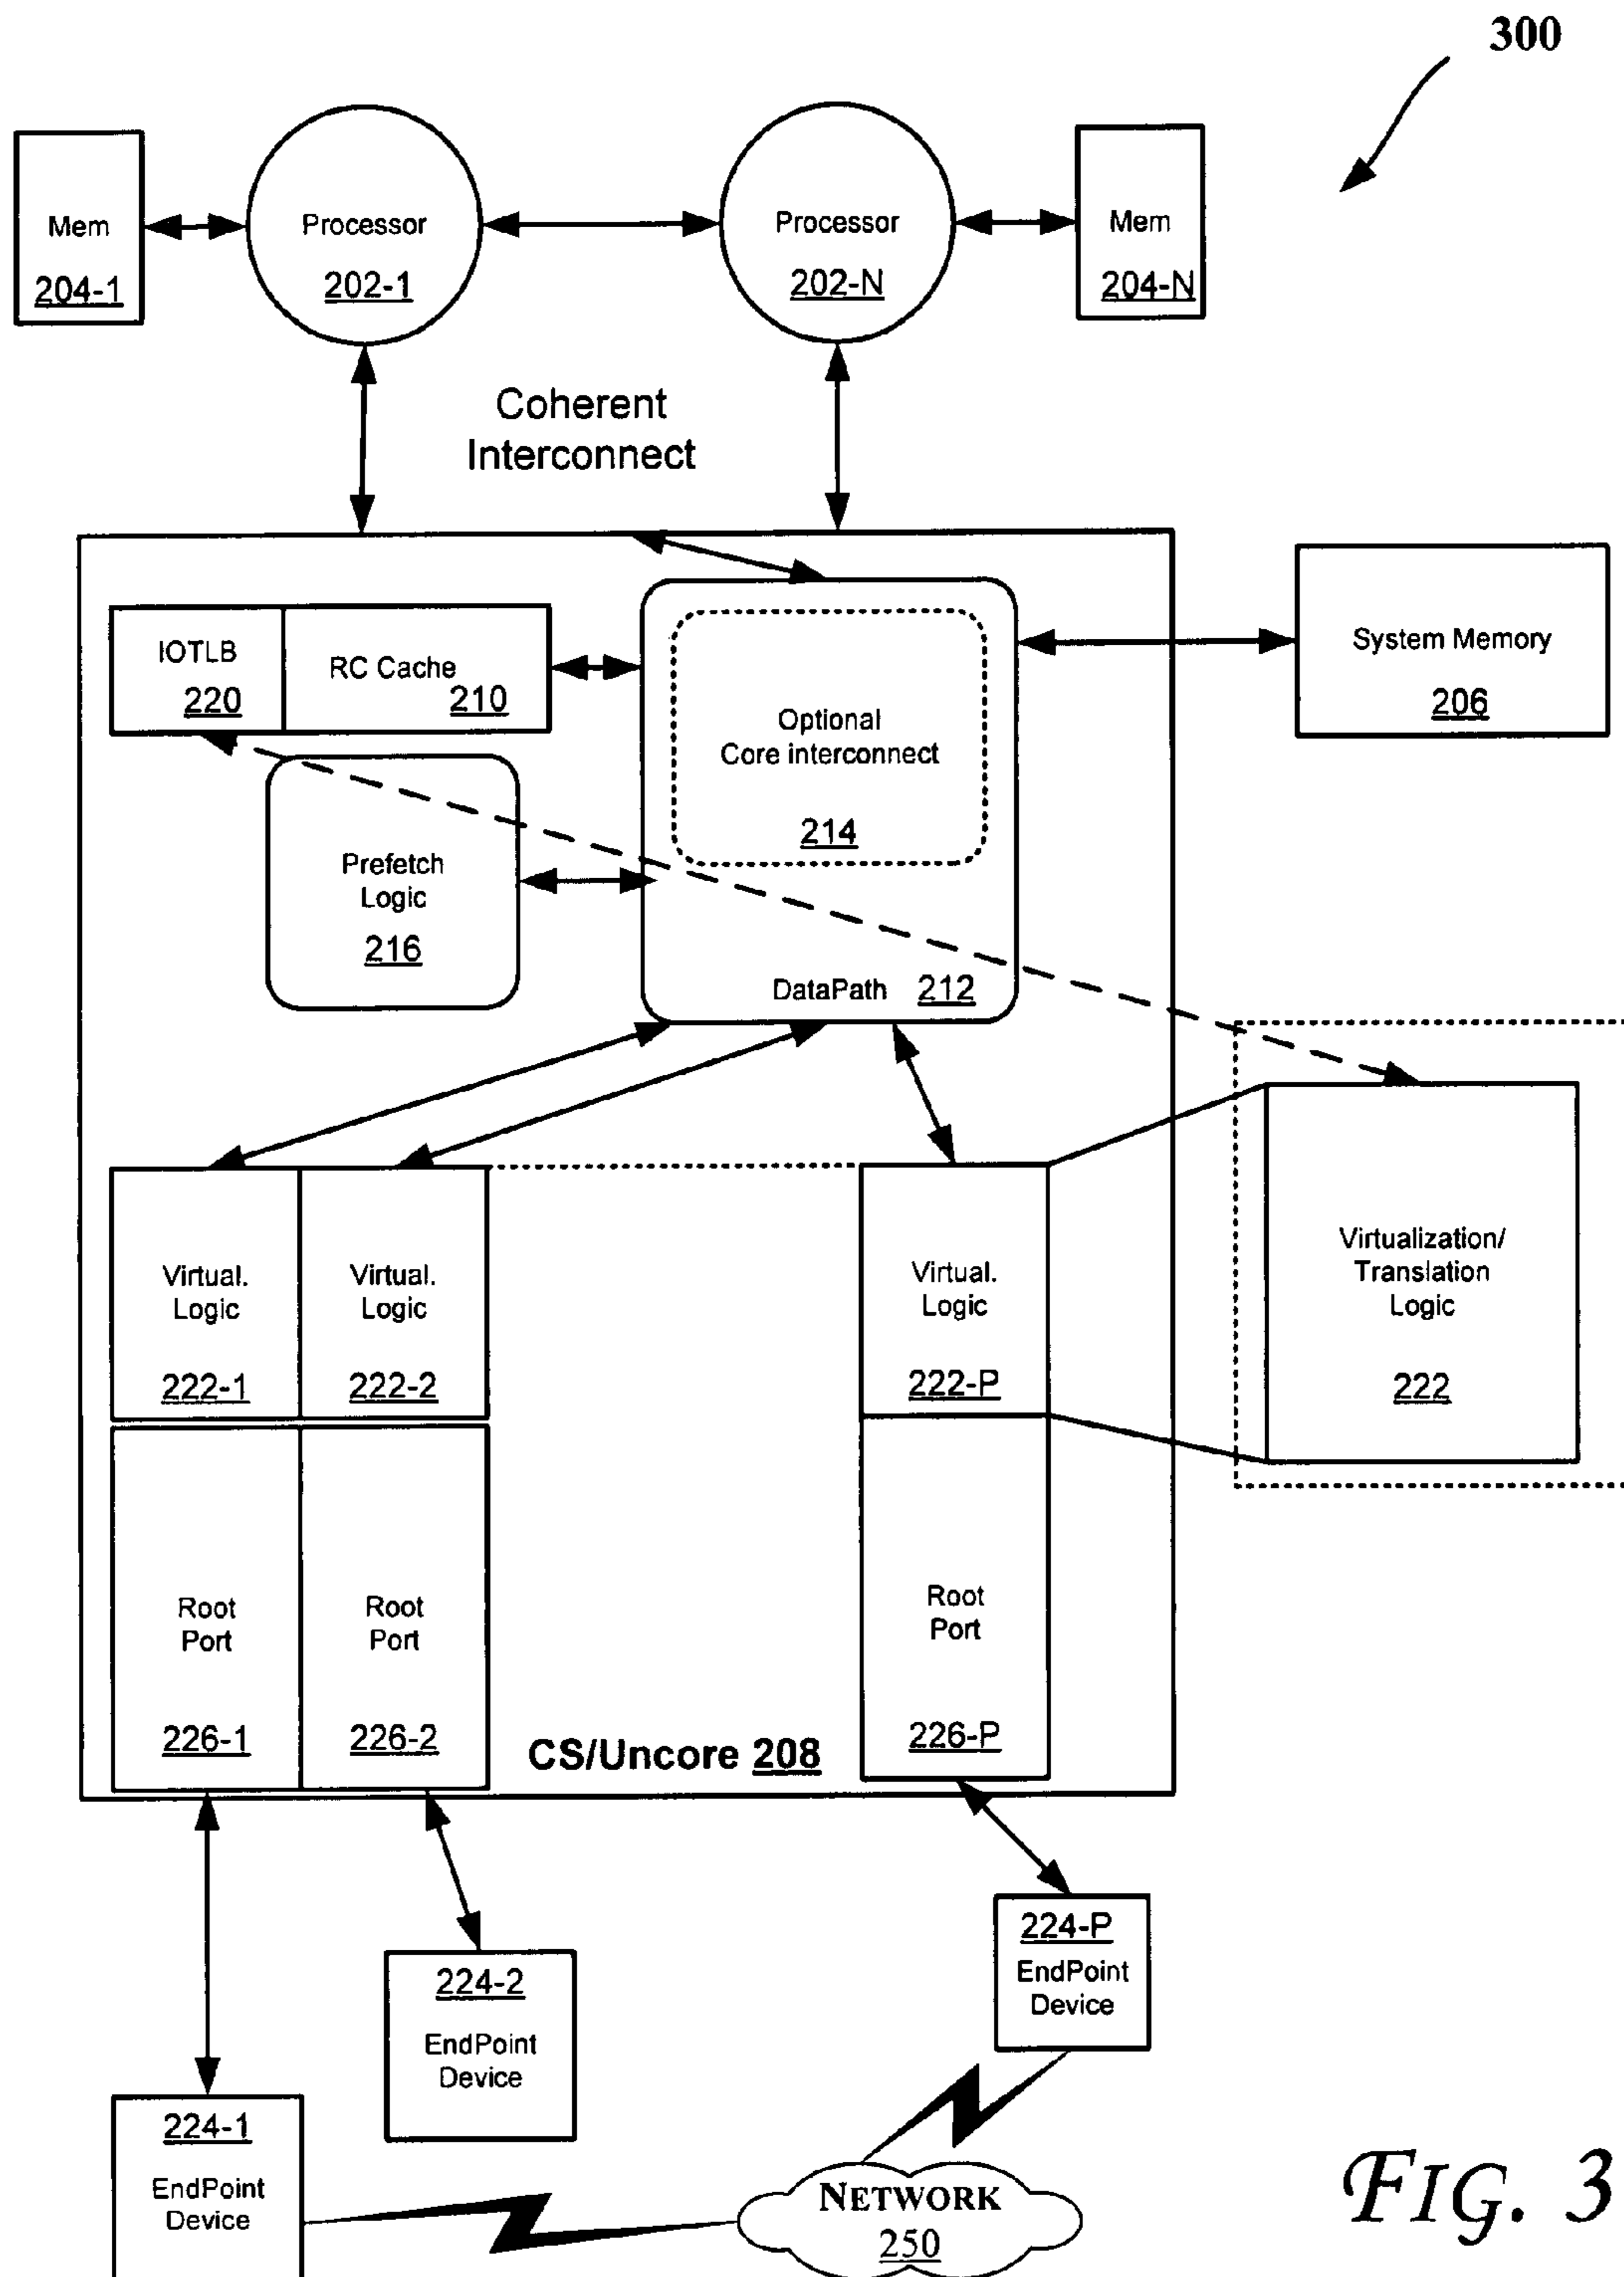 300
Mem
204-1
Processor
202-1
Processor
202-N
Mem
204-N
Coherent
Interconnect
IOTLB
220
RC Cache
210
Optional
Core interconnect
214
System Memory
206
Prefetch
Logic
216
DataPath 212
Virtual.
Logic
222-1
Virtual.
Logic
222-2
Virtual.
Logic
222-P
Virtualization/
Translation
Logic
222
Root
Port
226-1
Root
Port
226-2
CS/Uncore 208
Root
Port
226-P
224-P
EndPoint
Device
224-2
EndPoint
Device
224-1
EndPoint
Device
NETWORK
250
FIG. 3